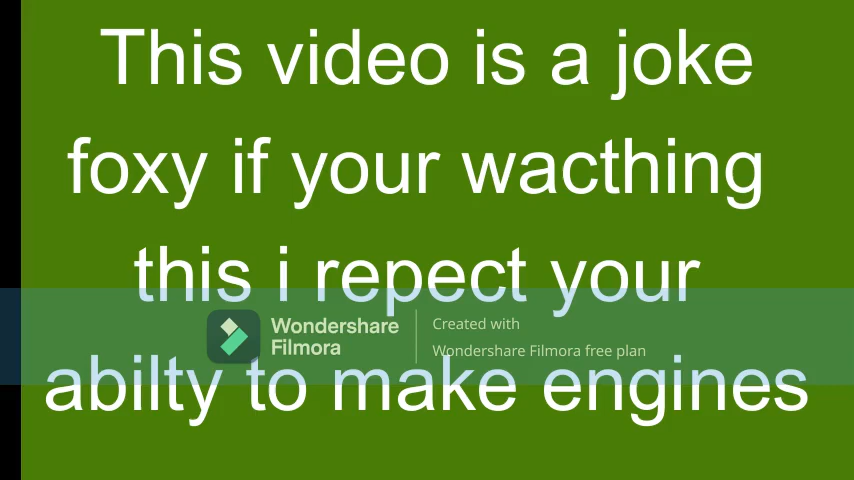 This video is a joke
foxy if your wacthing
this i repect your
Wondershare
Filmora
Created with
Wondershare Filmora free plan
abilty to make engines